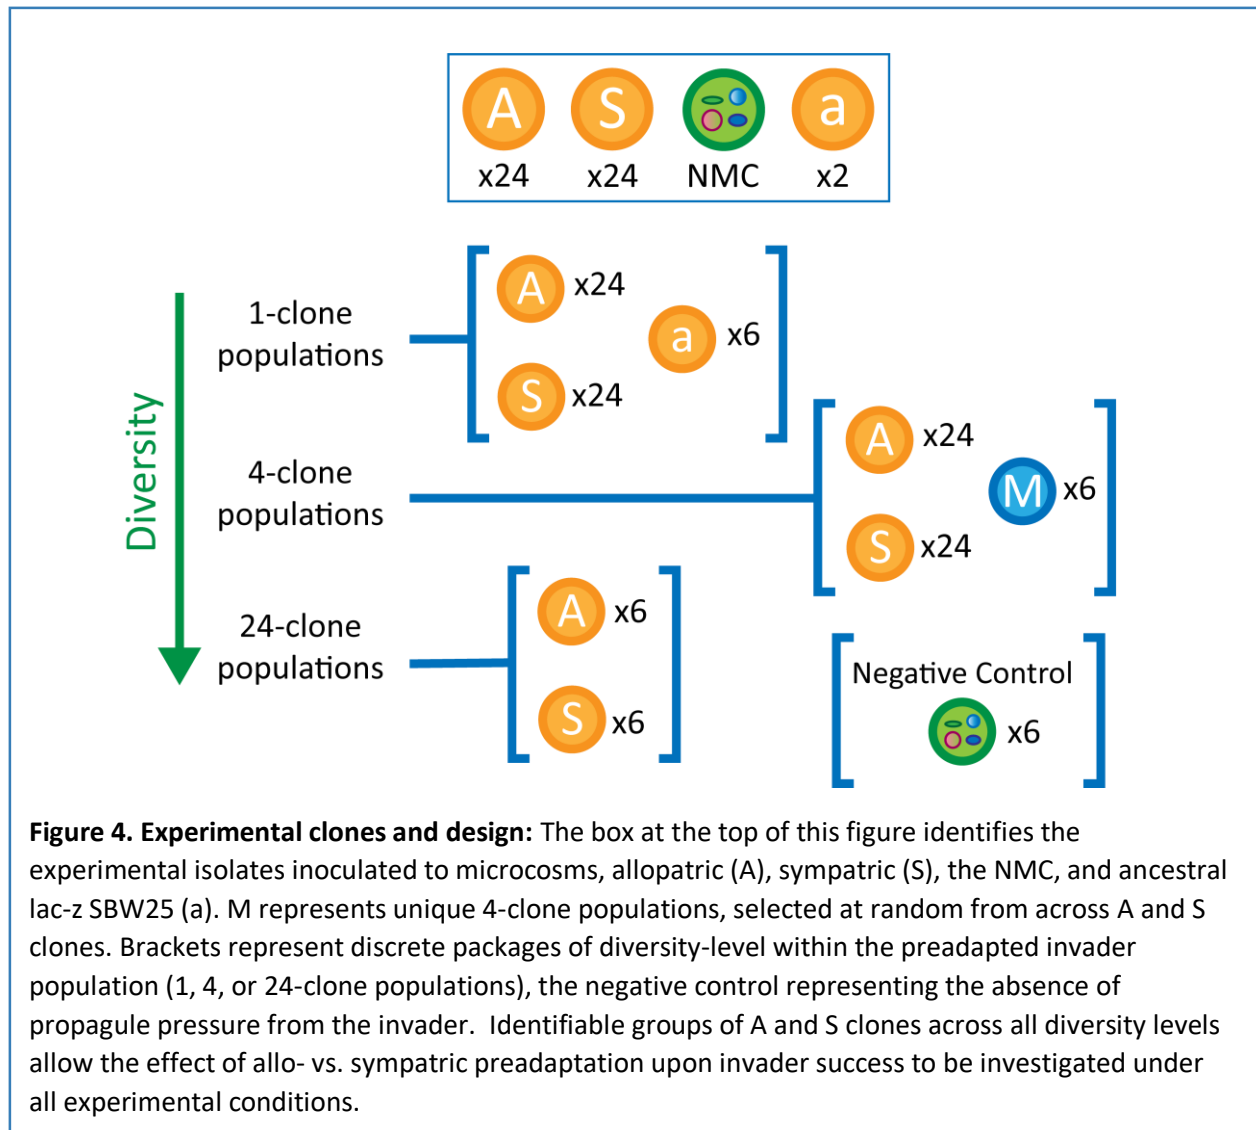 A S a
x24 x24 NMC x2
Diversity
1-clone
populations
A x24
a x6
S x24
4-clone
populations
A x24
M x6
S x24
24-clone
populations
A x6
S x6
Negative Control
x6
Figure 4. Experimental clones and design: The box at the top of this figure identifies the
experimental isolates inoculated to microcosms, allopatric (A), sympatric (S), the NMC, and ancestral
lac-z SBW25 (a). M represents unique 4-clone populations, selected at random from across A and S
clones. Brackets represent discrete packages of diversity-level within the preadapted invader
population (1, 4, or 24-clone populations), the negative control representing the absence of
propagule pressure from the invader. Identifiable groups of A and S clones across all diversity levels
allow the effect of allo- vs. sympatric preadaptation upon invader success to be investigated under
all experimental conditions.